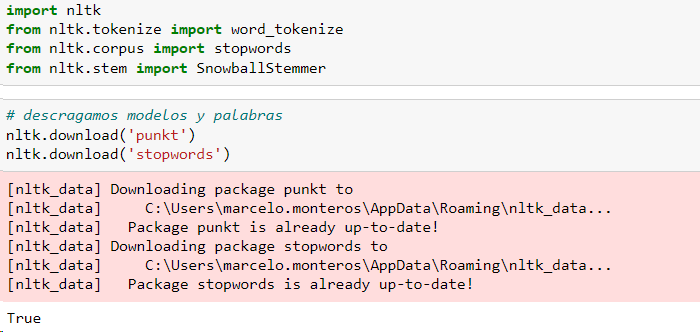 import nltk
from nltk.tokenize import word_tokenize
from nltk.corpus import stopwords
from nltk.stem import SnowballStemmer
# descragamos modelos y palabras
nltk.download('punkt')
nltk.download('stopwords')
[nltk_data] Downloading package punkt to
[nltk_data]     C:\Users\marcelo.monteros\AppData\Roaming\nltk_data...
[nltk_data]   Package punkt is already up-to-date!
[nltk_data] Downloading package stopwords to
[nltk_data]     C:\Users\marcelo.monteros\AppData\Roaming\nltk_data...
[nltk_data]   Package stopwords is already up-to-date!
True